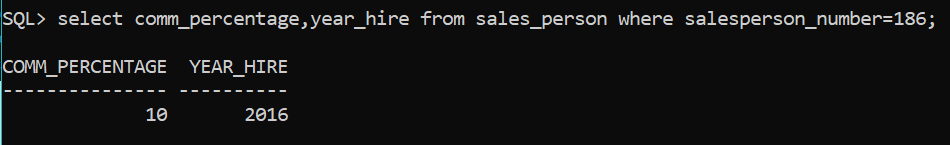 SQL> select comm_percentage,year_hire from sales_person where salesperson_number=186;
COMM_PERCENTAGE  YEAR_HIRE
--------------- ----------
             10       2016